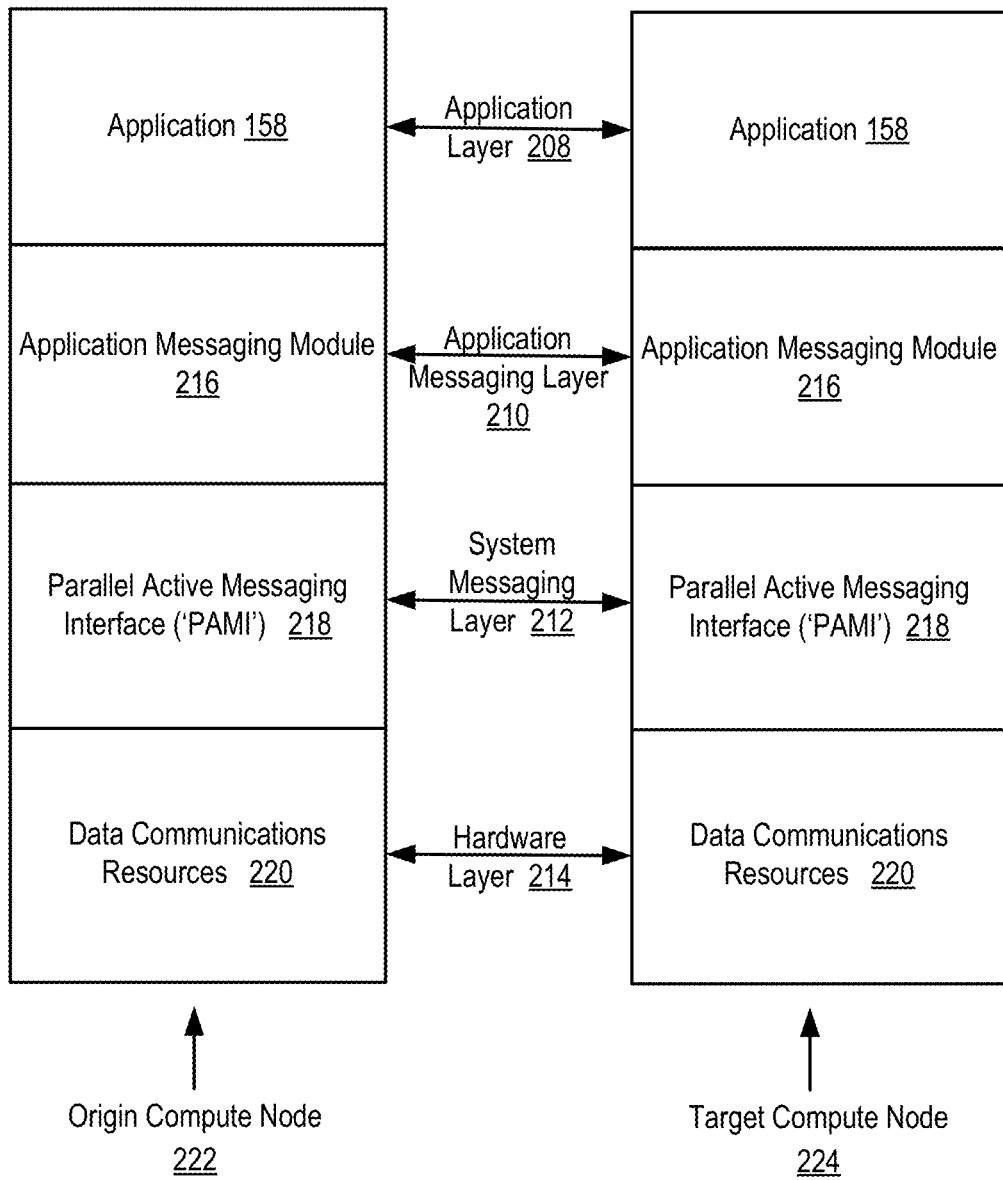 Application 158
Application
Layer 208
Application 158
Application Messaging Module
216
Application
Messaging Layer
210
Application Messaging Module
216
Parallel Active Messaging
Interface (‘PAMI’) 218
System
Messaging
Layer 212
Parallel Active Messaging
Interface (‘PAMI’) 218
Data Communications
Resources 220
Hardware
Layer 214
Data Communications
Resources 220
Origin Compute Node
222
Target Compute Node
224